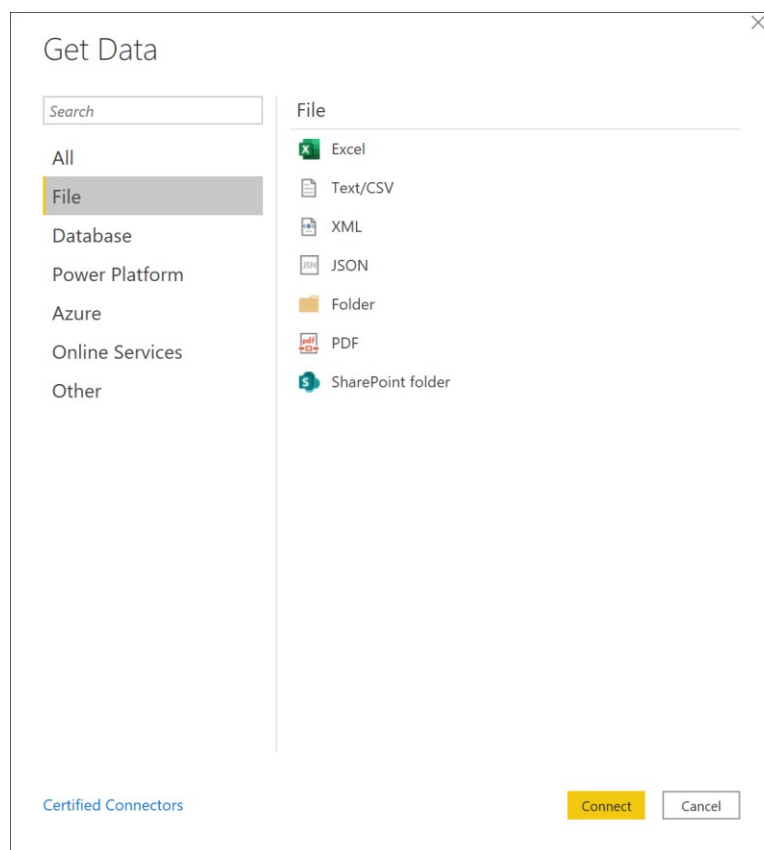 Get Data
Search
All
File
Database
Power Platform
Azure
Online Services
Other
File
Excel
Text/CSV
XML
JSON
Folder
PDF
SharePoint folder
Certified Connectors
Connect
Cancel